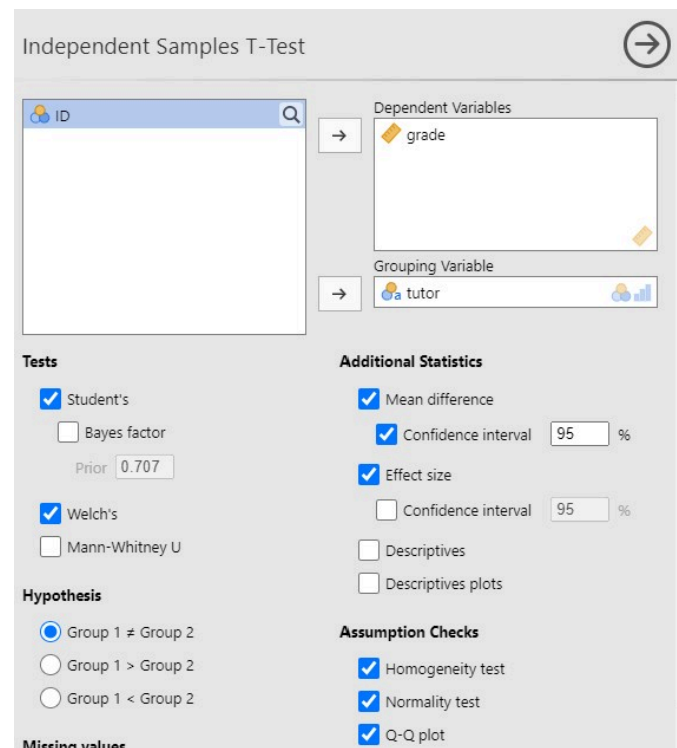 Independent Samples T-Test
ID
Dependent Variables
grade
Grouping Variable
a tutor
Tests
Student's
Bayes factor
Prior 0.707
Welch's
Mann-Whitney U
Hypothesis
Group 1 ≠ Group 2
Group 1 > Group 2
Group 1 < Group 2
Missing values
Additional Statistics
Mean difference
Confidence interval 95 %
Effect size
Confidence interval 95 %
Descriptives
Descriptives plots
Assumption Checks
Homogeneity test
Normality test
Q-Q plot